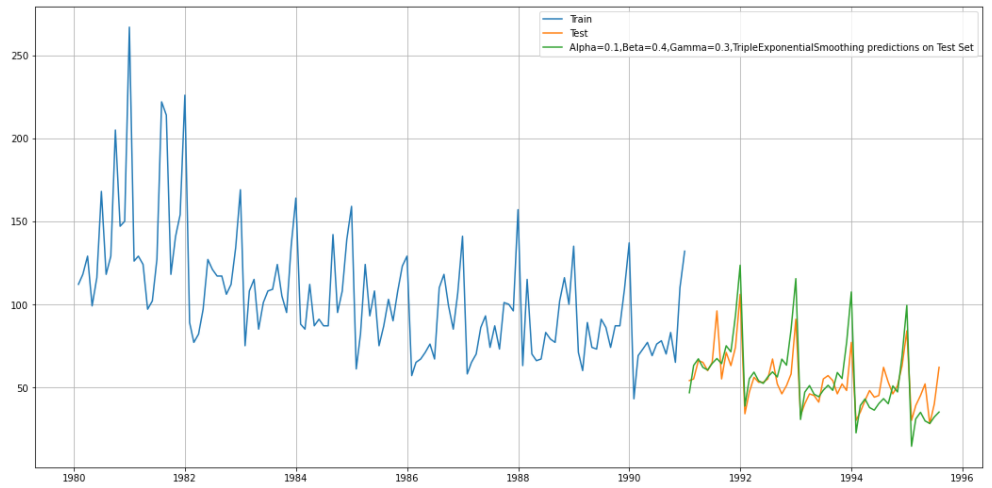 Train
Test
Alpha=0.1,Beta=0.4,Gamma=0.3,TripleExponentialSmoothing predictions on Test Set
250
200
150
100
50
1980 1982 1984 1986 1988 1990 1992 1994 1996